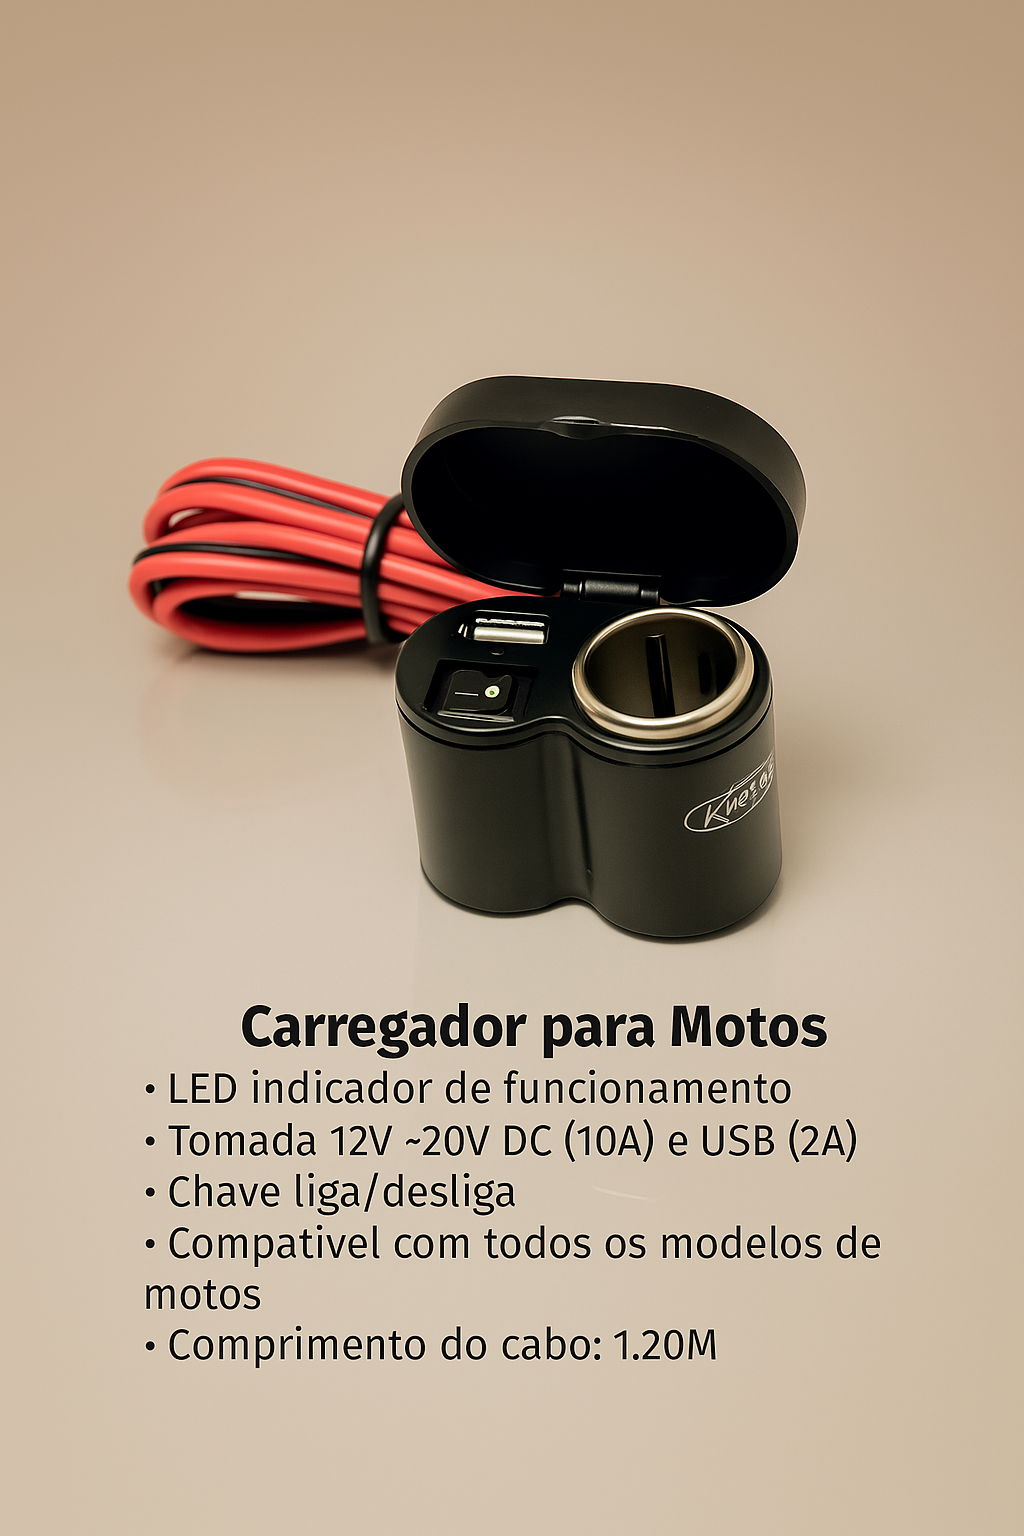 Carregador para Motos
• LED indicador de funcionamento
• Tomada 12V ~20V DC (10A) e USB (2A)
• Chave liga/desliga
• Compativel com todos os modelos de
motos
• Comprimento do cabo: 1.20M